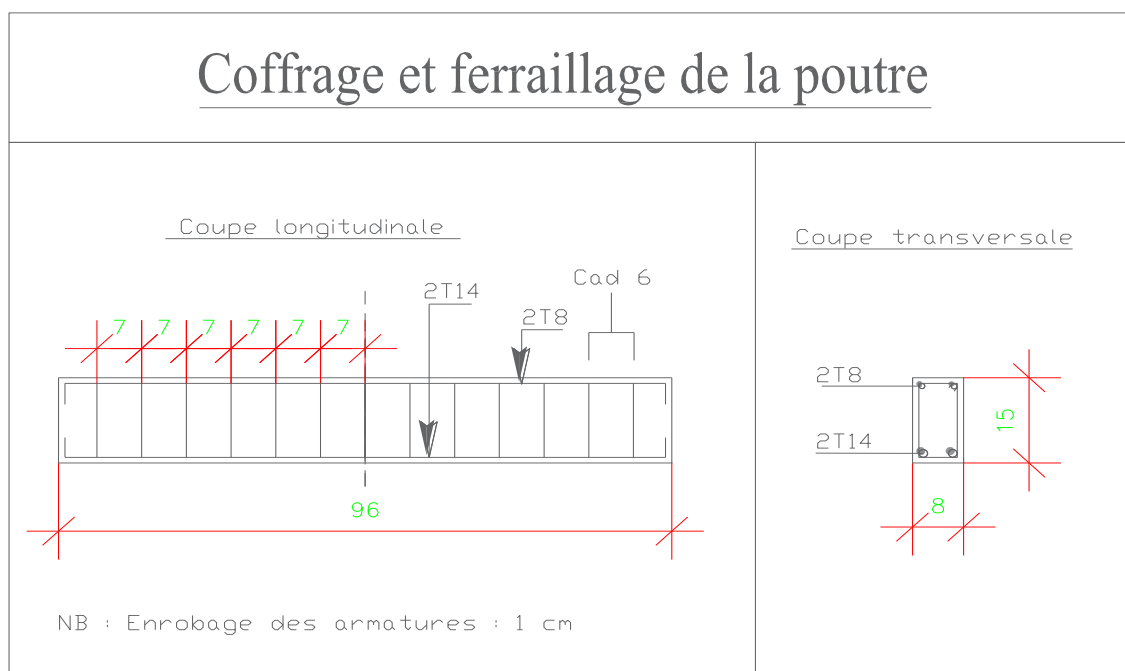 Coffrage et ferraillage de la poutre
Coupe longitudinale
Coupe transversale
Cad 6
2T14
2T8
7 7 7 7 7 7
2T8
15
2T14
8
96
NB : Enrobage des armatures : 1 cm